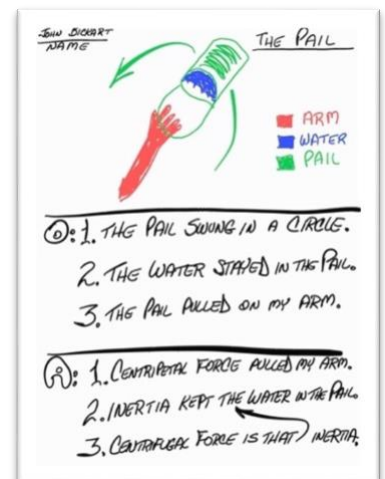 JOHN BICKART
NAME
THE PAIL
ARM
WATER
PAIL
O: 1. THE PAIL SWUNG IN A CIRCLE.
2. THE WATER STAYED IN THE PAIL.
3. THE PAIL PULLED ON MY ARM.
A: 1. CENTRIPETAL FORCE PULLED MY ARM.
2. INERTIA KEPT THE WATER IN THE PAIL.
3. CENTRIFUGAL FORCE IS THAT INERTIA.